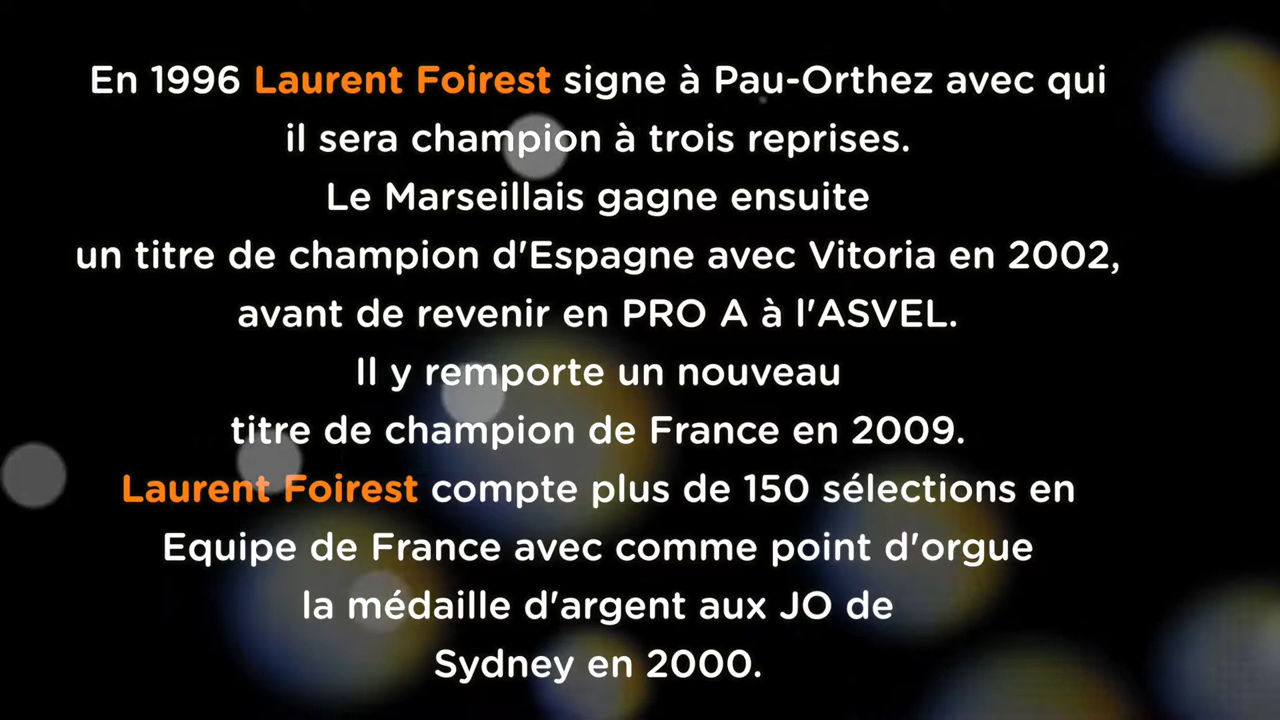 En 1996 Laurent Foirest signe à Pau-Orthez avec qui
il sera champion à trois reprises.
Le Marseillais gagne ensuite
un titre de champion d'Espagne avec Vitoria en 2002,
avant de revenir en PRO A à l'ASVEL.
Il y remporte un nouveau
titre de champion de France en 2009.
Laurent Foirest compte plus de 150 sélections en
Equipe de France avec comme point d'orgue
la médaille d'argent aux JO de
Sydney en 2000.